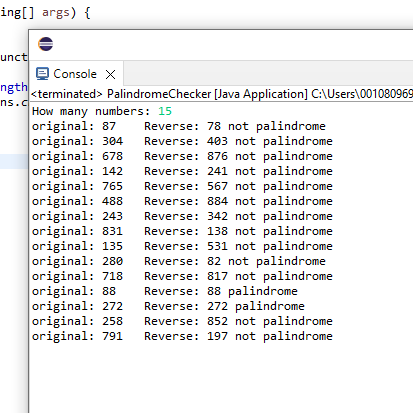 ing[] args) {
unct
ngth
ns.c
Console
<terminated> PalindromeChecker [Java Application] C:\Users\001080969
How many numbers: 15
original: 87 Reverse: 78 not palindrome
original: 304 Reverse: 403 not palindrome
original: 678 Reverse: 876 not palindrome
original: 142 Reverse: 241 not palindrome
original: 765 Reverse: 567 not palindrome
original: 488 Reverse: 884 not palindrome
original: 243 Reverse: 342 not palindrome
original: 831 Reverse: 138 not palindrome
original: 135 Reverse: 531 not palindrome
original: 280 Reverse: 82 not palindrome
original: 718 Reverse: 817 not palindrome
original: 88 Reverse: 88 palindrome
original: 272 Reverse: 272 palindrome
original: 258 Reverse: 852 not palindrome
original: 791 Reverse: 197 not palindrome